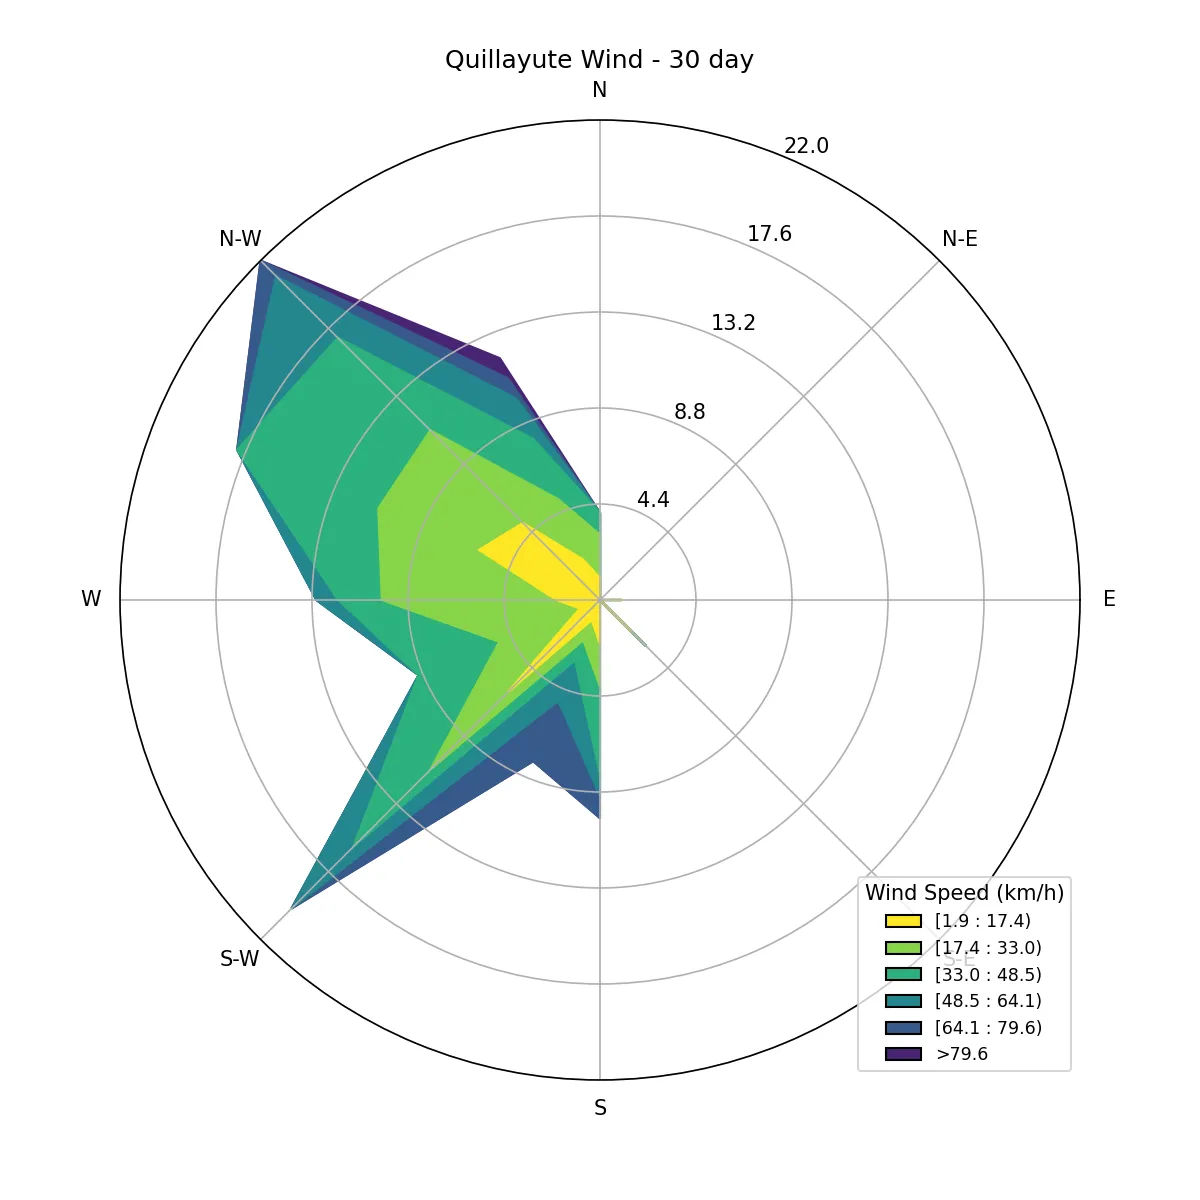 Quillayute Wind - 30 day
N
22.0
17.6
N-W
N-E
13.2
8.8
4.4
W
E
S-W
S-E
Wind Speed (km/h)
[1.9 : 17.4)
[17.4 : 33.0)
[33.0 : 48.5)
[48.5 : 64.1)
[64.1 : 79.6)
>79.6
S